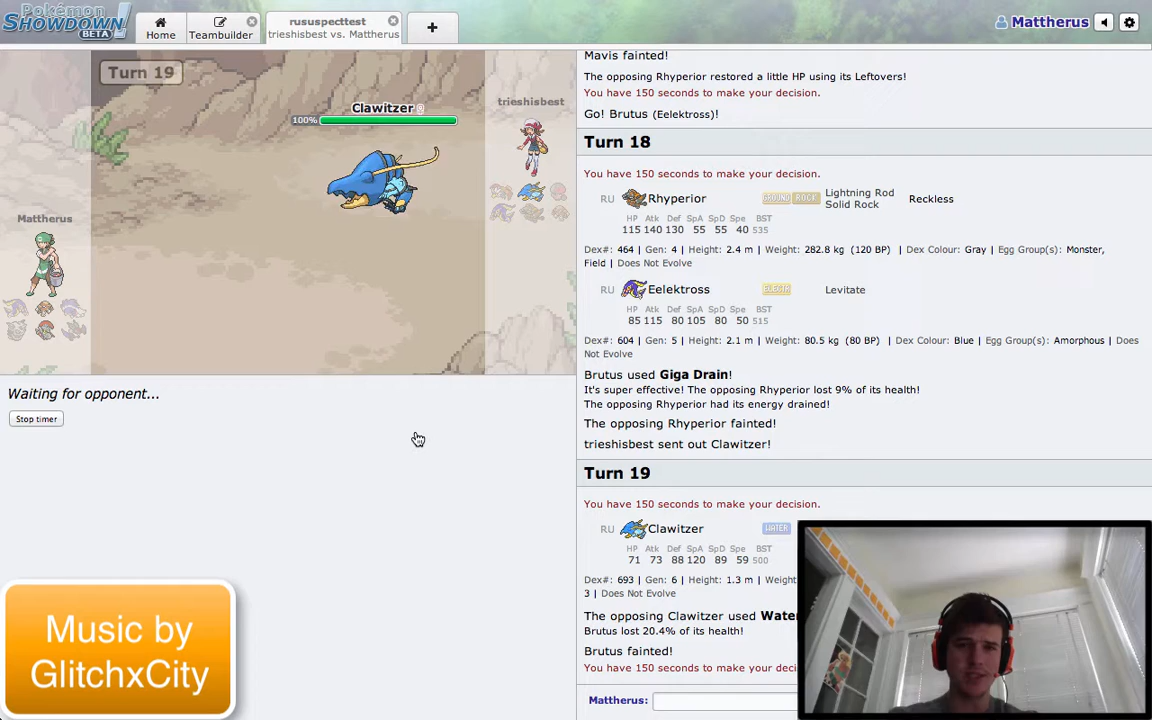 POKéMON
SHOWDOWN
BETA
Home
Teambuilder
rususpecttest
trieshisbest vs. Mattherus
Mattherus
Turn 19
Clawitzer
100%
trieshisbest
Mattherus
Waiting for opponent...
Stop timer
Music by
GlitchxCity
Mavis fainted!
The opposing Rhyperior restored a little HP using its Leftovers!
You have 150 seconds to make your decision.
Go! Brutus (Eelektross)!
Turn 18
You have 150 seconds to make your decision.
RU Rhyperior GROUND ROCK Lightning Rod Solid Rock Reckless
HP Atk Def SpA SpD Spe BST
115 140 130 55 55 40 535
Dex#: 464 | Gen: 4 | Height: 2.4 m | Weight: 282.8 kg (120 BP) | Dex Colour: Gray | Egg Group(s): Monster,
Field | Does Not Evolve
RU Eelektross ELECTR Levitate
HP Atk Def SpA SpD Spe BST
85 115 80 105 80 50 515
Dex#: 604 | Gen: 5 | Height: 2.1 m | Weight: 80.5 kg (80 BP) | Dex Colour: Blue | Egg Group(s): Amorphous | Does
Not Evolve
Brutus used Giga Drain!
It's super effective! The opposing Rhyperior lost 9% of its health!
The opposing Rhyperior had its energy drained!
The opposing Rhyperior fainted!
trieshisbest sent out Clawitzer!
Turn 19
You have 150 seconds to make your decision.
RU Clawitzer WATER
HP Atk Def SpA SpD Spe BST
71 73 88 120 89 59 500
Dex#: 693 | Gen: 6 | Height: 1.3 m | Weight
3 | Does Not Evolve
The opposing Clawitzer used Water
Brutus lost 20.4% of its health!
Brutus fainted!
You have 150 seconds to make your deci
Mattherus: